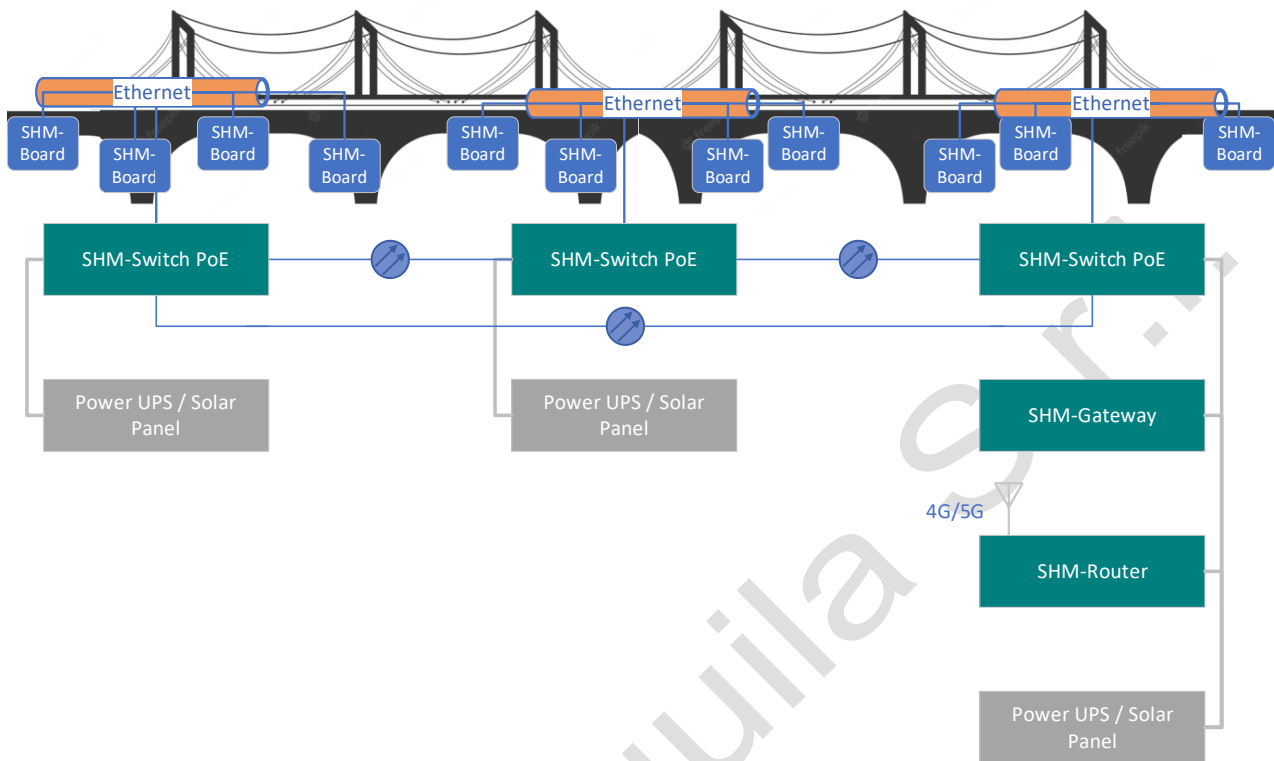 Ethernet
Ethernet
Ethernet
SHM-
Board
SHM-
Board
SHM-
Board
SHM-
Board
SHM-
Board
SHM-
Board
SHM-
Board
SHM-
Board
SHM-
Board
SHM-
Board
SHM-
Board
SHM-Switch PoE
SHM-Switch PoE
SHM-Switch PoE
Power UPS / Solar
Panel
Power UPS / Solar
Panel
SHM-Gateway
4G/5G
SHM-Router
Power UPS / Solar
Panel
uila S.r.l.